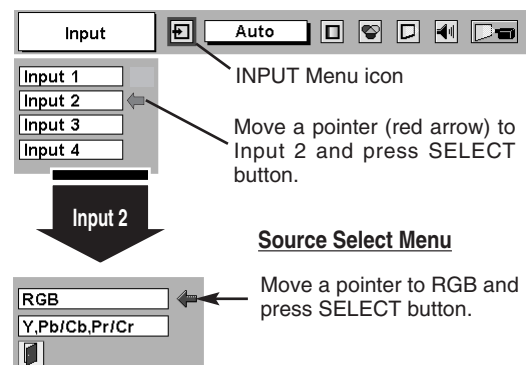 Input
Auto
INPUT Menu icon
Input 1
Input 2
Input 3
Input 4
Move a pointer (red arrow) to
Input 2 and press SELECT
button.
Input 2
Source Select Menu
RGB
Y,Pb/Cb,Pr/Cr
Move a pointer to RGB and
press SELECT button.